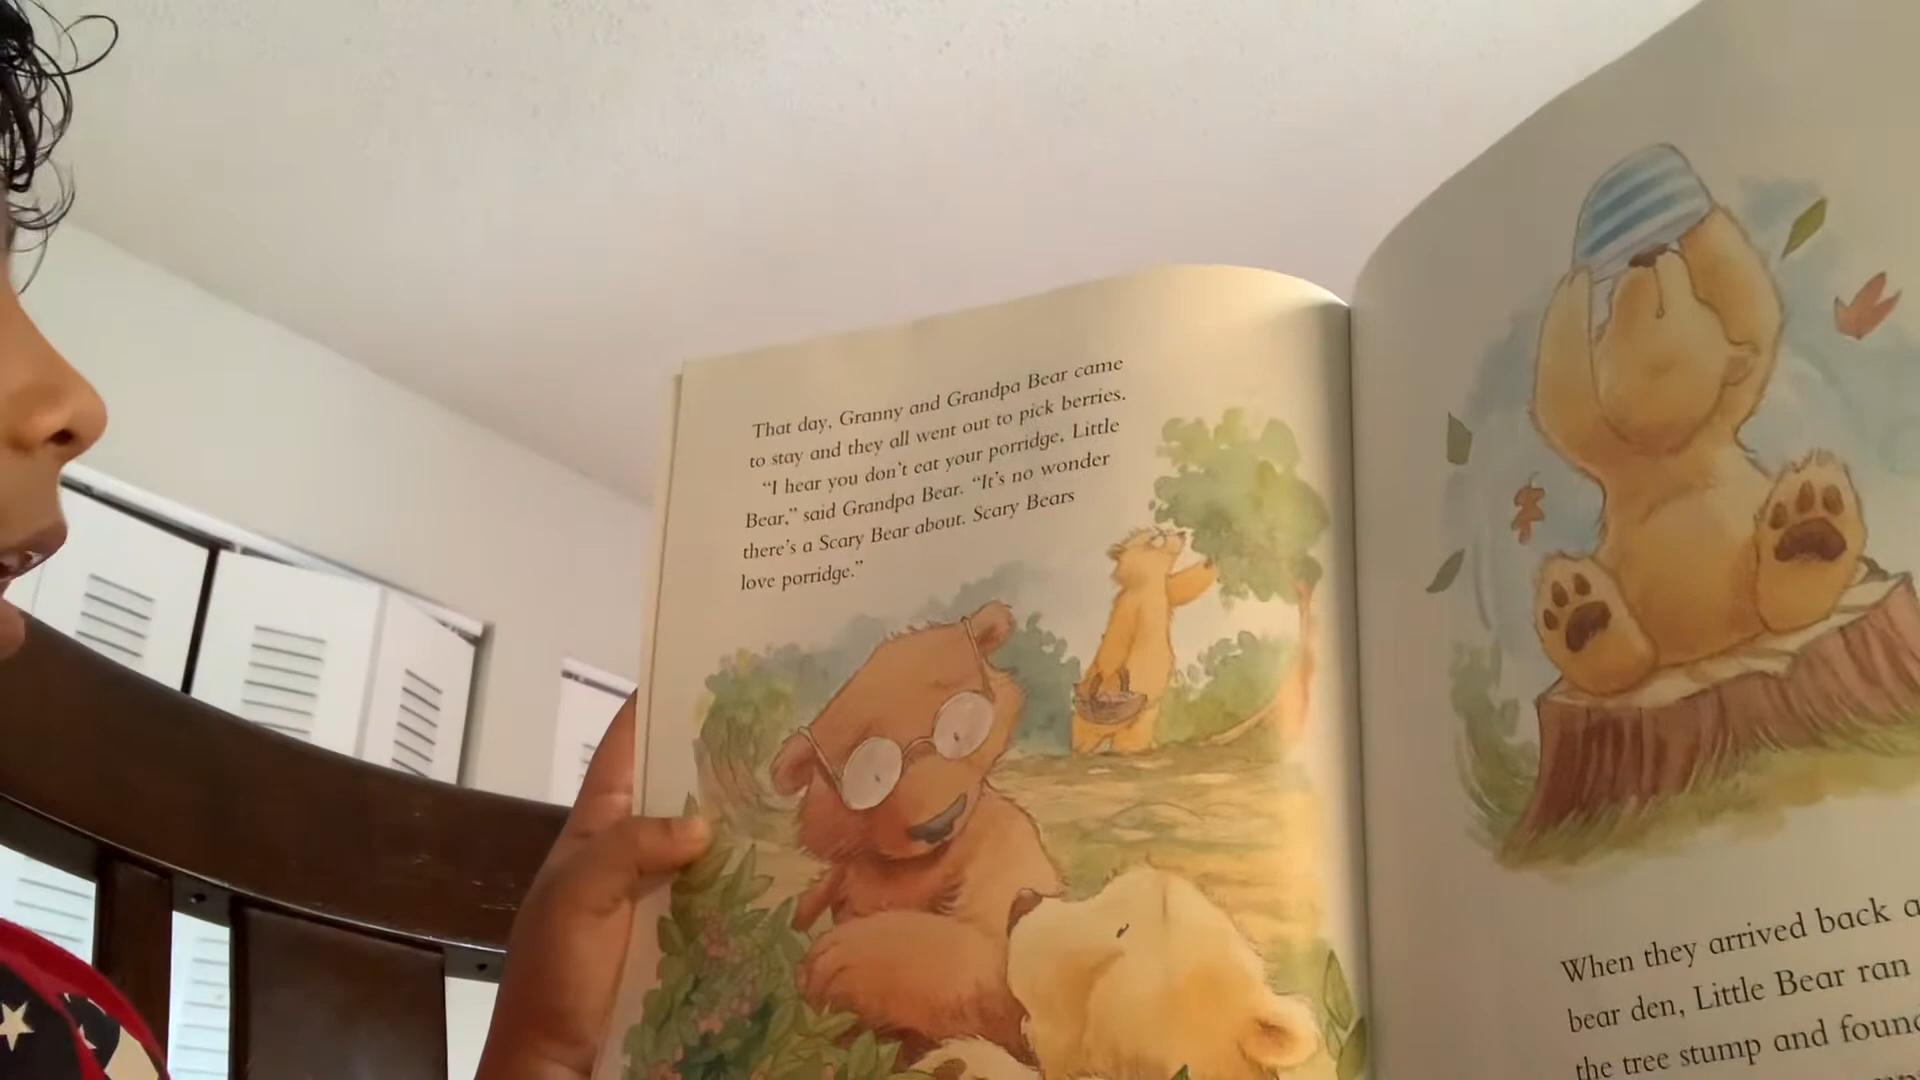 That day, Granny and Grandpa Bear came
to stay and they all went out to pick berries.
“I hear you don’t eat your porridge, Little
Bear,” said Grandpa Bear. “It’s no wonder
there’s a Scary Bear about. Scary Bears
love porridge.”
When they arrived back a
bear den, Little Bear ran
the tree stump and found